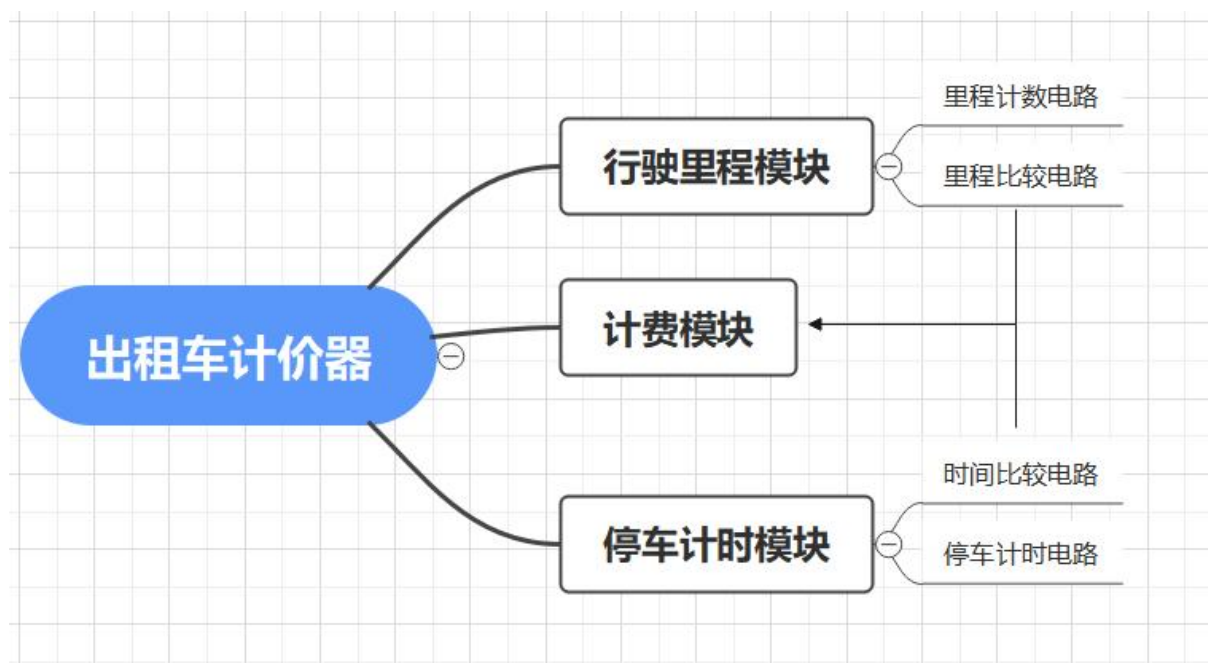 里程计数电路
行驶里程模块
里程比较电路
计费模块
出租车计价器
时间比较电路
停车计时模块
停车计时电路